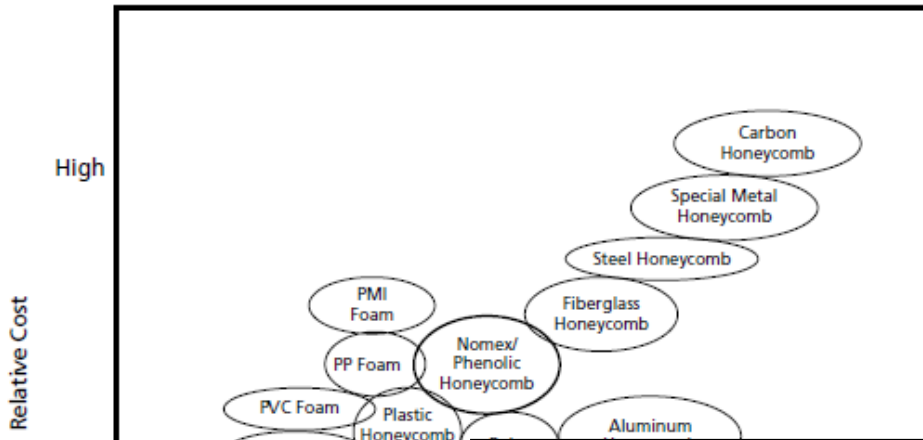 Carbon
Honeycomb
High
Special Metal
Honeycomb
Steel Honeycomb
PMI
Foam
Fiberglass
Honeycomb
Relative Cost
Nomex/
Phenolic
Honeycomb
PP Foam
PVC Foam
Plastic
Honeycomb
Aluminum